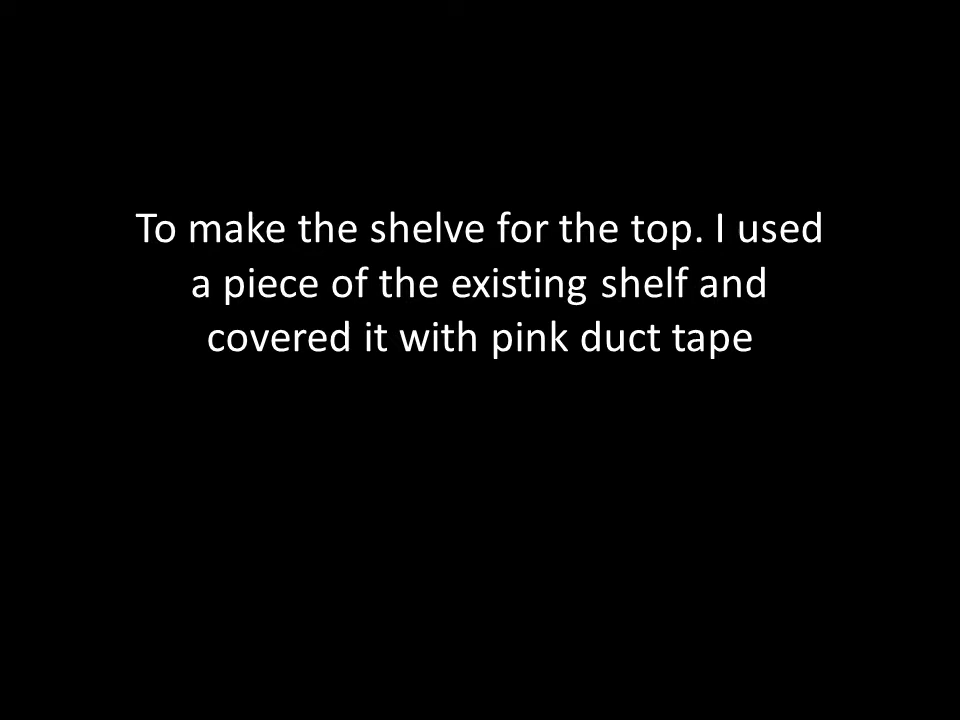 To make the shelve for the top. I used
a piece of the existing shelf and
covered it with pink duct tape